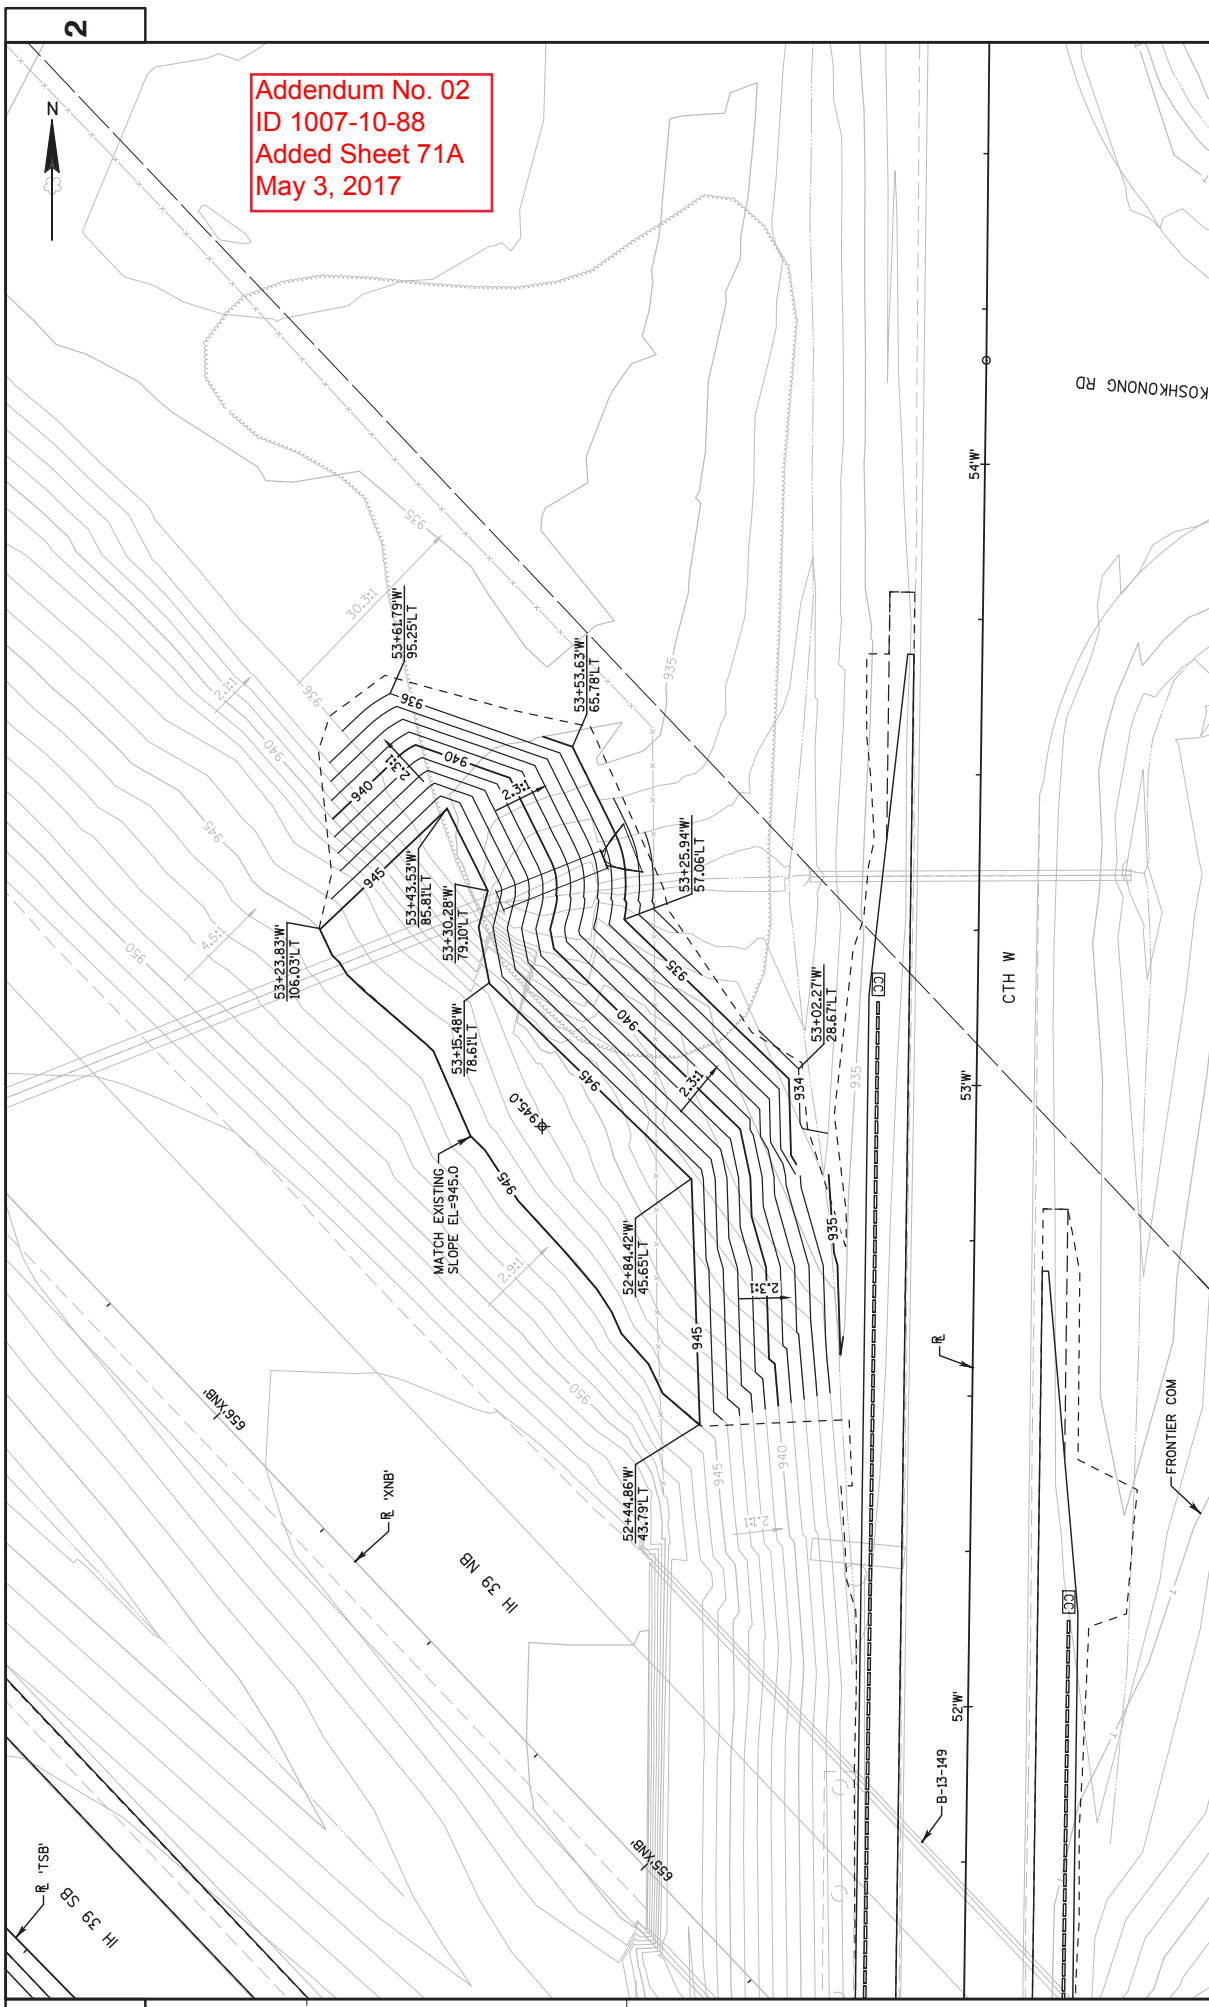 2
Addendum No. 02
ID 1007-10-88
Added Sheet 71A
May 3, 2017
N
KOSHKONONG RD
54'W'
935
30.3:1
53+61.79'W'
95.25'LT
53+53.63'W'
65.78'LT
935
2.1:1
936
936
940
940
940
2.3:1
2.3:1
945
945
53+43.53'W'
85.81'LT
53+30.28'W'
79.10'LT
53+25.94'W'
57.06'LT
4.5:1
950
53+23.83'W'
106.03'LT
935
CC
CTH W
53+15.48'W'
78.61'LT
940
53+02.27'W'
28.67'LT
945
2.3:1
934
935
53'W'
945.0
MATCH EXISTING
SLOPE EL=945.0
945
2.9:1
52+84.42'W'
45.65'LT
935
2.3:1
945
R
950
656'XNB'
FRONTIER COM
945
940
52+44.86'W'
43.79'LT
2.1:1
R 'XNB'
IH 39 NB
CC
52'W'
B-13-149
655'XNB'
R 'TSB'
IH 39 SB